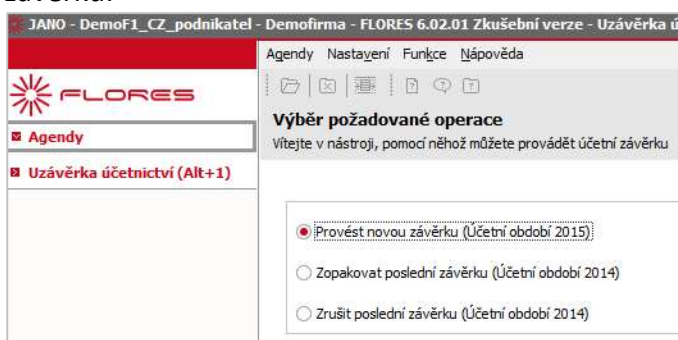 JANO - DemoF1_CZ_podnikatel - Demofirma - FLORES 6.02.01 Zkušební verze - Uzávěrka
Agendy Nastavení Funkce Nápověda
FLORES
Výběr požadované operace
Vítejte v nástroji, pomocí něhož můžete provádět účetní závěrku
Agendy
Uzávěrka účetnictví (Alt+1)
Provést novou závěrku (Účetní období 2015)
Zopakovat poslední závěrku (Účetní období 2014)
Zrušit poslední závěrku (Účetní období 2014)